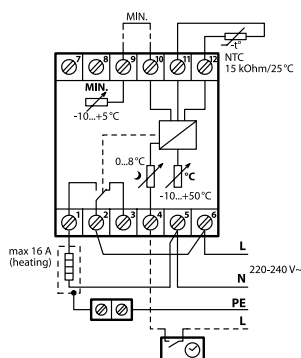 MIN.
-t°
NTC
15 kOhm/25°C
7 8 9 10 11 12
MIN.
-10...+5°C
0...8°C
°C
-10...+50°C
1 2 3 4 5 6
max 16 A
(heating)
L
220-240 V~
N
PE
L